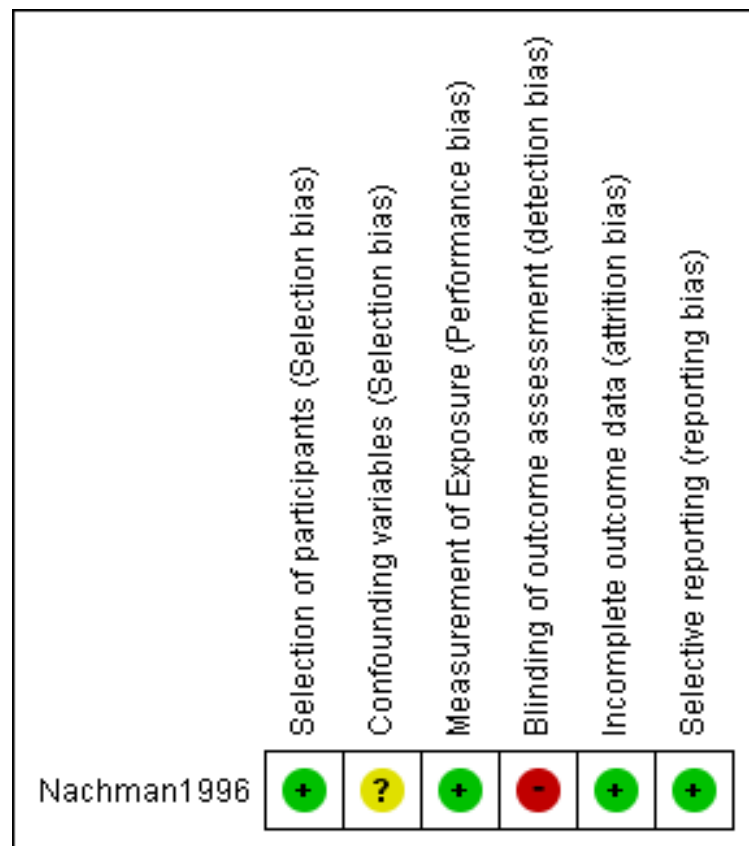 Selection of participants (Selection bias)
Confounding variables (Selection bias)
Measurement of Exposure (Performance bias)
Blinding of outcome assessment (detection bias)
Incomplete outcome data (attrition bias)
Selective reporting (reporting bias)
Nachman1996 + ? + - + +